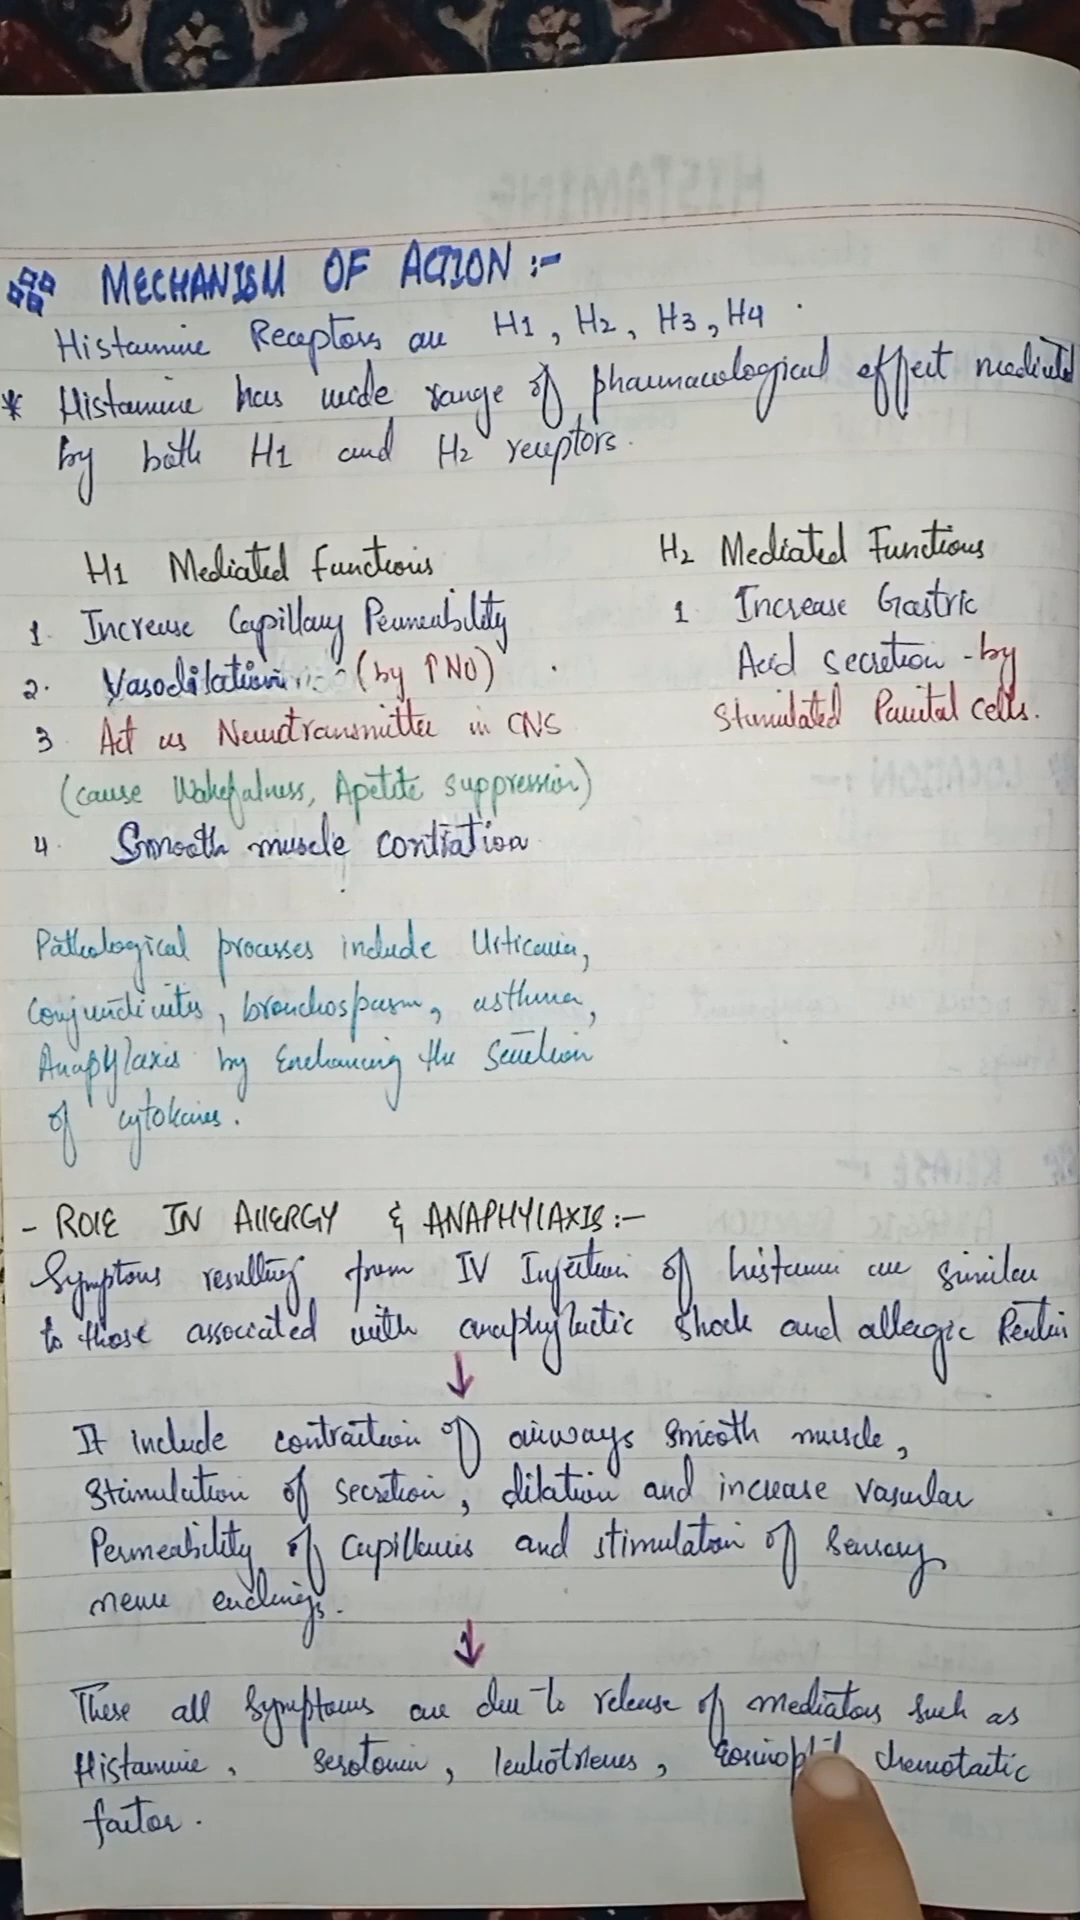 MECHANISM OF ACTION :-
Histamine Receptors are H1, H2, H3, H4.
* Histamine has wide range of pharmacological effect mediated
by both H1 and H2 receptors.
H1 Mediated Functions
1. Increase Capillary Permeability
2. Vasodilation (by ↑NO)
3 Act as Neurotransmitter in CNS
(cause Wakefulness, Apetite suppression)
4. Smooth muscle contration
H2 Mediated Functions
1 Increase Gastric
Acid secretion - by
Stimulated Parital cells.
Pathological processes include Urticaria,
Conjundivitis, bronchospasm, asthma,
Anaphylaxis by Enchancing the Secretion
of cytokines.
- ROLE IN AllERGY & ANAPHYLAXIS :-
Symptoms resulting from IV Injection of histamine are similar
to those associated with anaphylactic shock and allergic
↓
It include contraction of airways smooth muscle,
Stimulation of secretion, dilation and increase vascular
Permeability of Capillaries and stimulation of Sensory
nerve endings.
↓
These all Symptoms are due to release of mediators such as
Histamine, serotonin, leukotrienes, chemotactic
factor.